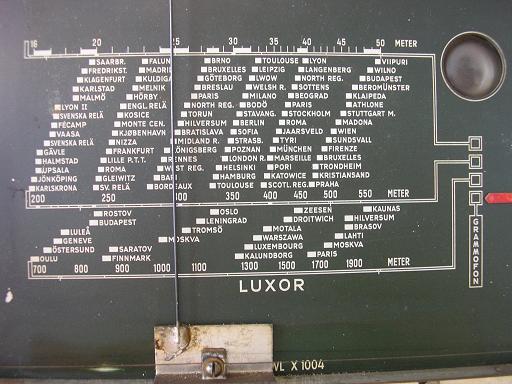 16 20 25 30 35 40 45 50 METER
SAARBR. FALUN BRNO TOULOUSE LYON VIIPURI
FREDRIKST. MADRI BRUXELLES LEIPZIG LANGENBERG WILNO
KLAGENFURT KULDIGA GÖTEBORG LWOW NORTH REG. BUDAPEST
KARLSTAD MELNIK BRESLAU WELSH R. SOTTENS BEROMÜNSTER
MALMÖ HÖRBY PARIS MILANO BEOGRAD KLAIPEDA
LYON II ENGL.RELÄ NORTH REG. BODÖ PARIS ATHLONE
SVENSKA RELÄ KOSICE TORUN STAVANG. STOCKHOLM STUTTGART M.
FÉCAMP MONTE CEN. HILVERSUM BERLIN ROMA MADONA
VAASA KJØBENHAVN BRATISLAVA SOFIA JAARSVELD WIEN
SVENSKA RELÄ NIZZA MIDLAND R. STRASB. TYRI SUNDSVALL
GÄVLE FRANKFURT KÖNIGSBERG POZNAN MÜNCHEN FIRENZE
HALMSTAD LILLE P.T.T. RENNES LONDON R. MARSEILLE BRUXELLES
UPSALA ROMA WEST REG. HELSINKI PORI TRONDHEIM
JÖNKÖPING GLEIWITZ BARI HAMBURG KATOWICE KRISTIANSAND
KARLSKRONA SV. RELÄ BORDEAUX TOULOUSE SCOTL.REG. PRAHA
200 250 300 350 400 450 500 550 METER
ROSTOV OSLO ZEESEN KAUNAS
BUDAPEST LENINGRAD DROITWICH HILVERSUM
LULEÅ TROMSÖ MOTALA BRASOV
GENEVE MOSKVA WARSZAWA LAHTI
ÖSTERSUND SARATOV LUXEMBOURG MOSKVA
OULU FINNMARK KALUNDBORG PARIS
700 800 900 1000 1100 1300 1500 1700 1900 METER
GRAMMOFON
LUXOR
VL X 1004